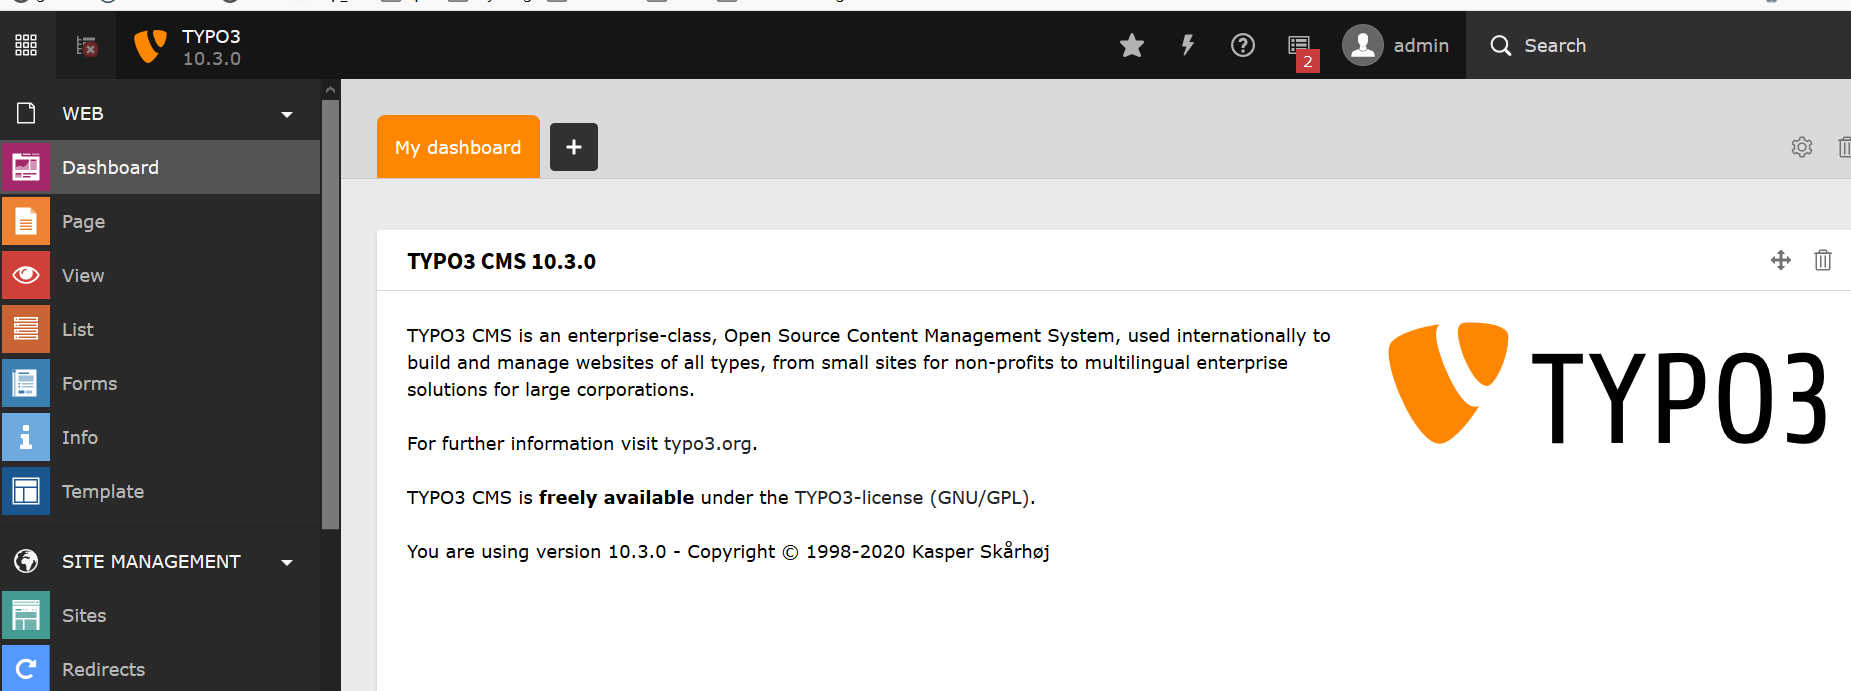 TYPO3
10.3.0
2
admin
Search
WEB
Dashboard
Page
View
List
Forms
Info
Template
SITE MANAGEMENT
Sites
Redirects
My dashboard
TYPO3 CMS 10.3.0
TYPO3 CMS is an enterprise-class, Open Source Content Management System, used internationally to
build and manage websites of all types, from small sites for non-profits to multilingual enterprise
solutions for large corporations.
For further information visit typo3.org.
TYPO3 CMS is freely available under the TYPO3-license (GNU/GPL).
You are using version 10.3.0 - Copyright © 1998-2020 Kasper Skårhøj
TYPO3